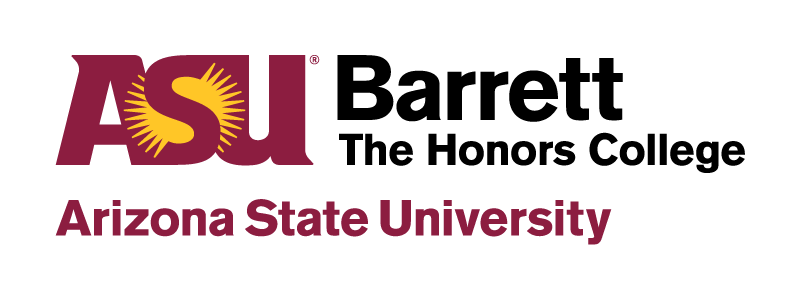 ASU® Barrett
The Honors College
Arizona State University